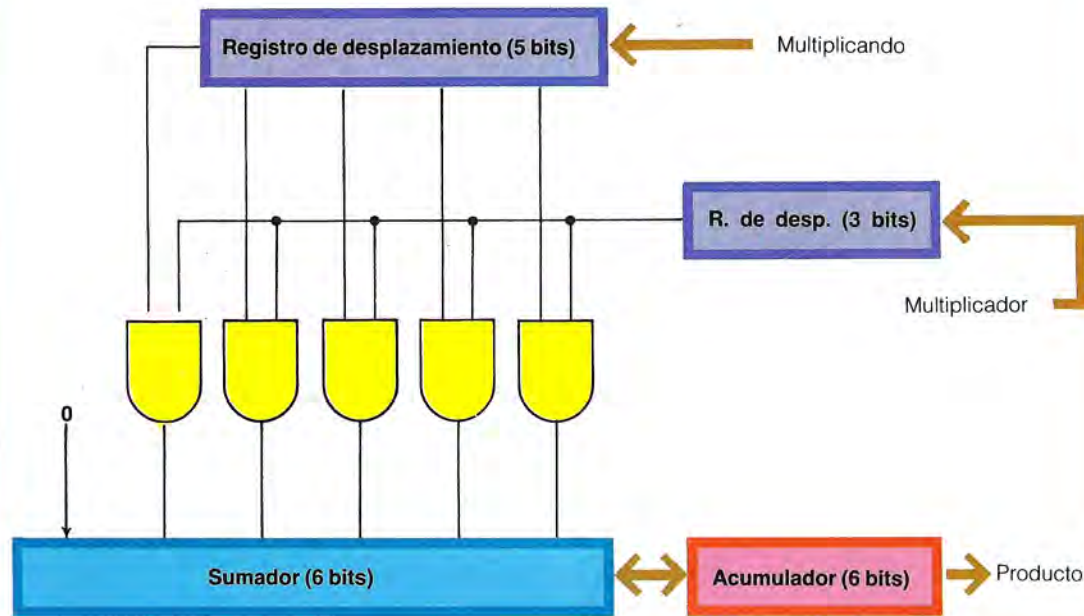 Registro de desplazamiento (5 bits)
Multiplicando
R. de desp. (3 bits)
Multiplicador
0
Sumador (6 bits)
Acumulador (6 bits)
Producto